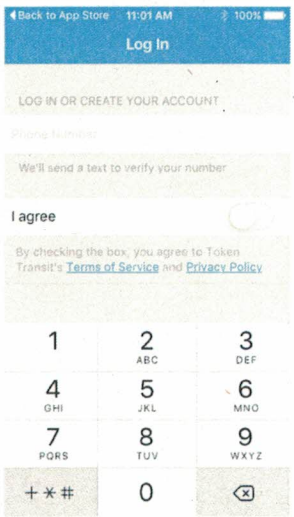 Back to App Store 11:01 AM 100%
Log In
LOG IN OR CREATE YOUR ACCOUNT
Phone Number
We'll send a text to verify your number
I agree
By checking the box, you agree to Token
Transit's Terms of Service and Privacy Policy
1 2 3
ABC DEF
4 5 6
GHI JKL MNO
7 8 9
PQRS TUV WXYZ
+*# 0